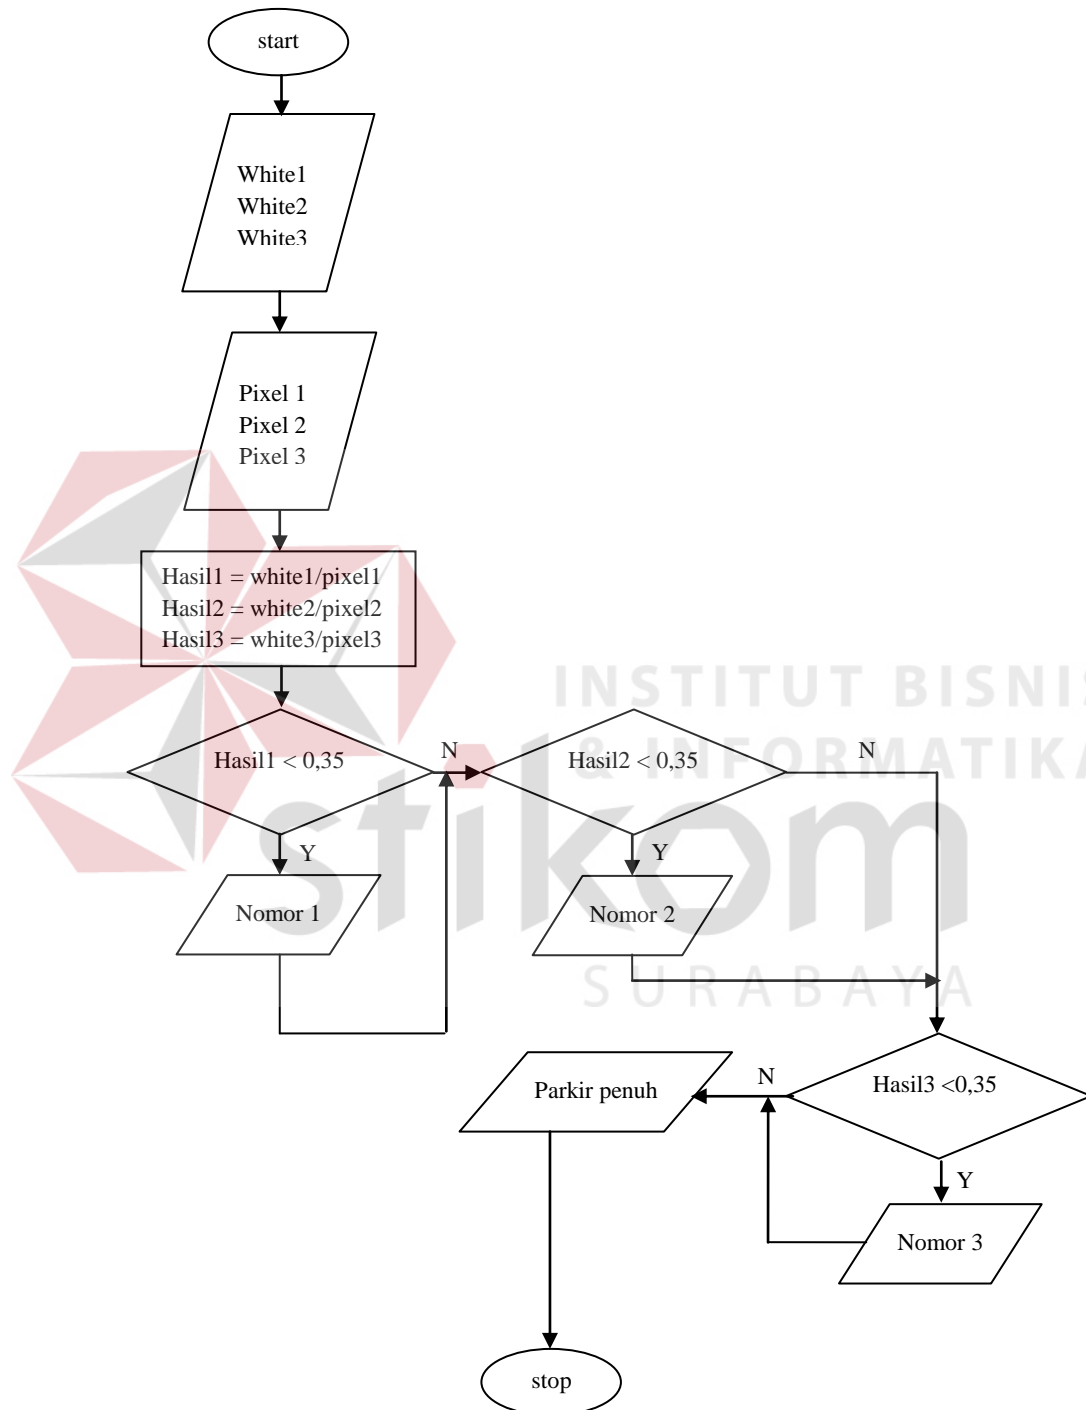 start
White1
White2
White3
Pixel 1
Pixel 2
Pixel 3
Hasil1 = white1/pixel1
Hasil2 = white2/pixel2
Hasil3 = white3/pixel3
Hasil1 < 0,35
N
Hasil2 < 0,35
N
Y
Y
Nomor 1
Nomor 2
Hasil3 <0,35
N
Parkir penuh
Y
Nomor 3
stop
INSTITUT BISNIS
& INFORMATIKA
stikom
SURABAYA